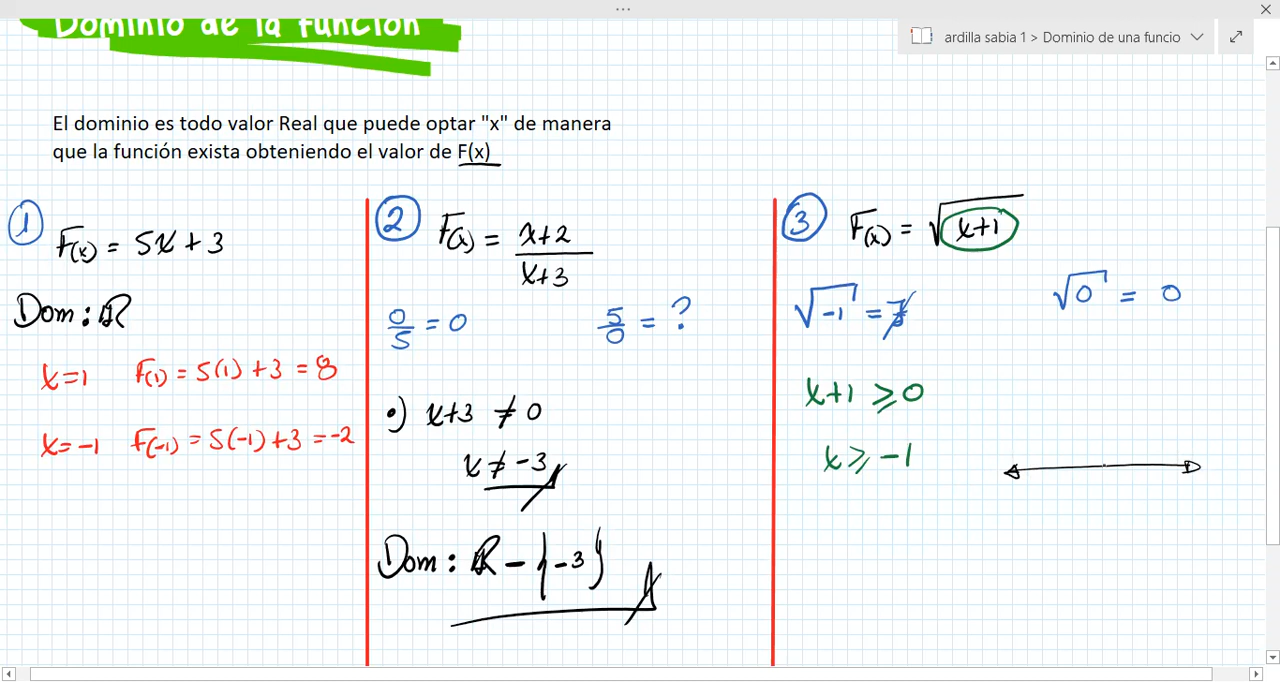 Dominio de la función
ardilla sabia 1 > Dominio de una funcio
El dominio es todo valor Real que puede optar "x" de manera
que la función exista obteniendo el valor de F(x)
1
F(x) = 5x + 3
Dom : ℝ
x=1 F(1) = 5(1) + 3 = 8
x=-1 F(-1) = 5(-1)+3 = -2
2
F(x) = x+2
x+3
0/5 = 0 5/0 = ?
•) x+3 ≠ 0
x ≠ -3
Dom : ℝ - {-3}
3
F(x) = √x+1
√-1 = ∄ √0 = 0
x+1 ≥ 0
x ≥ -1